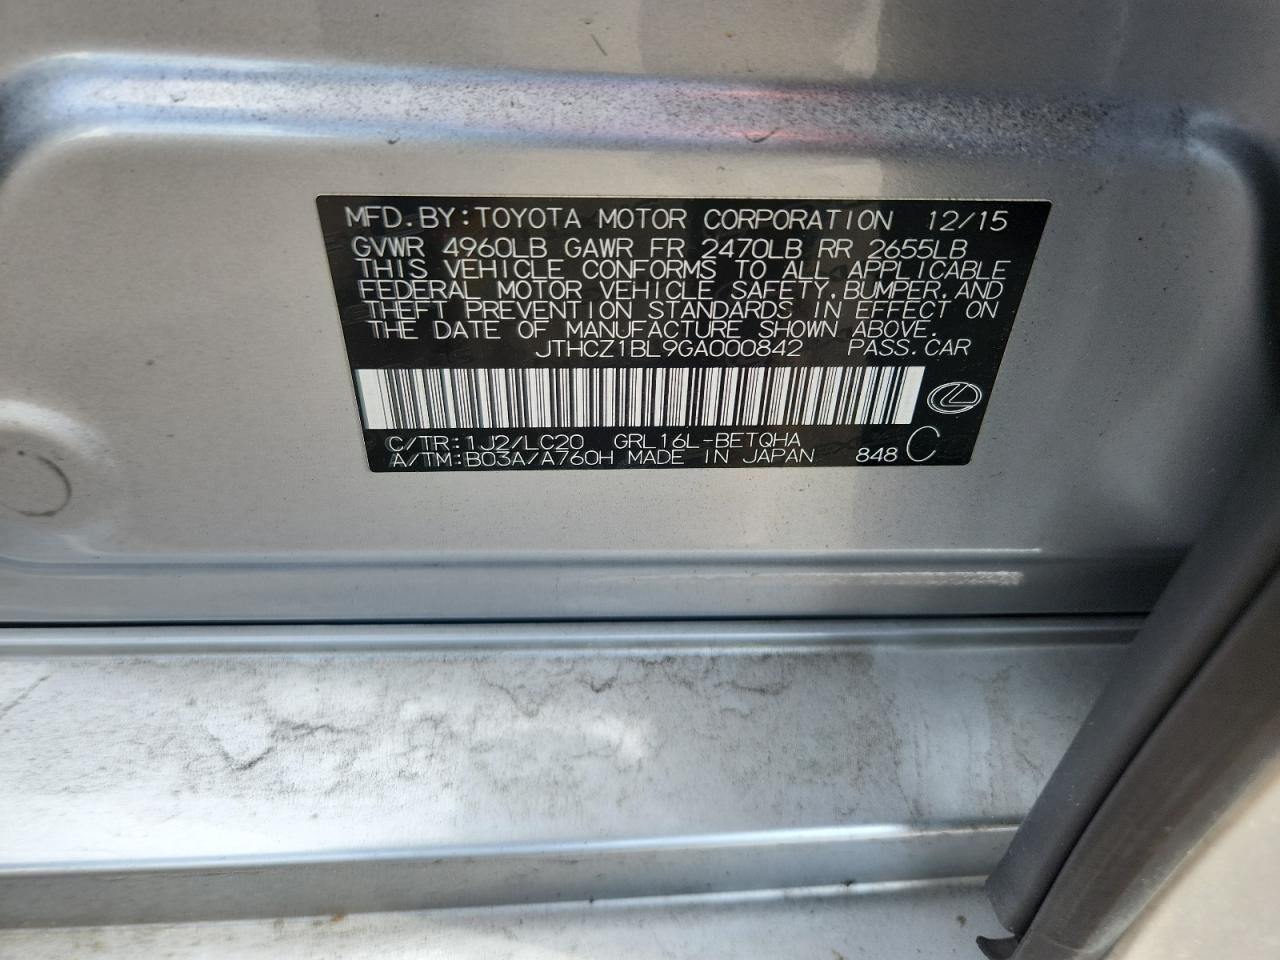 MFD.BY:TOYOTA MOTOR CORPORATION 12/15
GVWR 4960LB GAWR FR 2470LB RR 2655LB
THIS VEHICLE CONFORMS TO ALL APPLICABLE
FEDERAL MOTOR VEHICLE SAFETY,BUMPER,AND
THEFT PREVENTION STANDARDS IN EFFECT ON
THE DATE OF MANUFACTURE SHOWN ABOVE.
JTHCZ1BL9GA000842 PASS.CAR
C/TR:1J2/LC20 GRL16L-BETQHA
A/TM:B03A/A760H MADE IN JAPAN 848 C